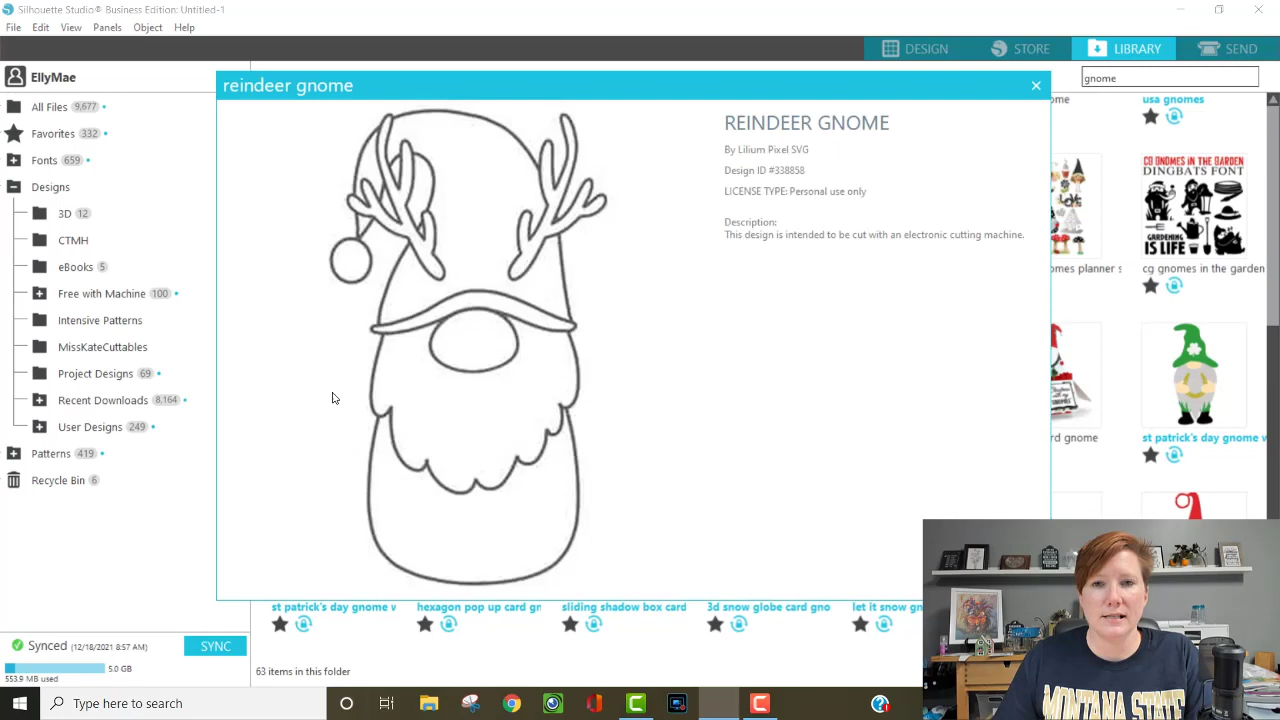 Silhouette Studio® Business Edition: Untitled-1
File Edit View Panels Object Help
DESIGN STORE LIBRARY SEND
EllyMae
gnome
All Files 9,677
Favorites 332
Fonts 659
Designs
3D 12
CTMH
eBooks 5
Free with Machine 100
Intensive Patterns
MissKateCuttables
Project Designs 69
Recent Downloads 8,164
User Designs 249
Patterns 419
Recycle Bin 6
reindeer gnome
REINDEER GNOME
By Lilium Pixel SVG
Design ID #338858
LICENSE TYPE: Personal use only
Description:
This design is intended to be cut with an electronic cutting machine.
ome
usa gnomes
CG GNOMES IN THE GARDEN
DINGBATS FONT
GARDENING
IS LIFE
omes planner s
cg gnomes in the garden
rd gnome
st patrick's day gnome w
st patrick's day gnome w
hexagon pop up card gn
sliding shadow box card
3d snow globe card gno
let it snow gn
63 items in this folder
Synced (12/18/2021 8:57 AM)
SYNC
5.0 GB
553.9 MB used
Type here to search
MONTANA STATE